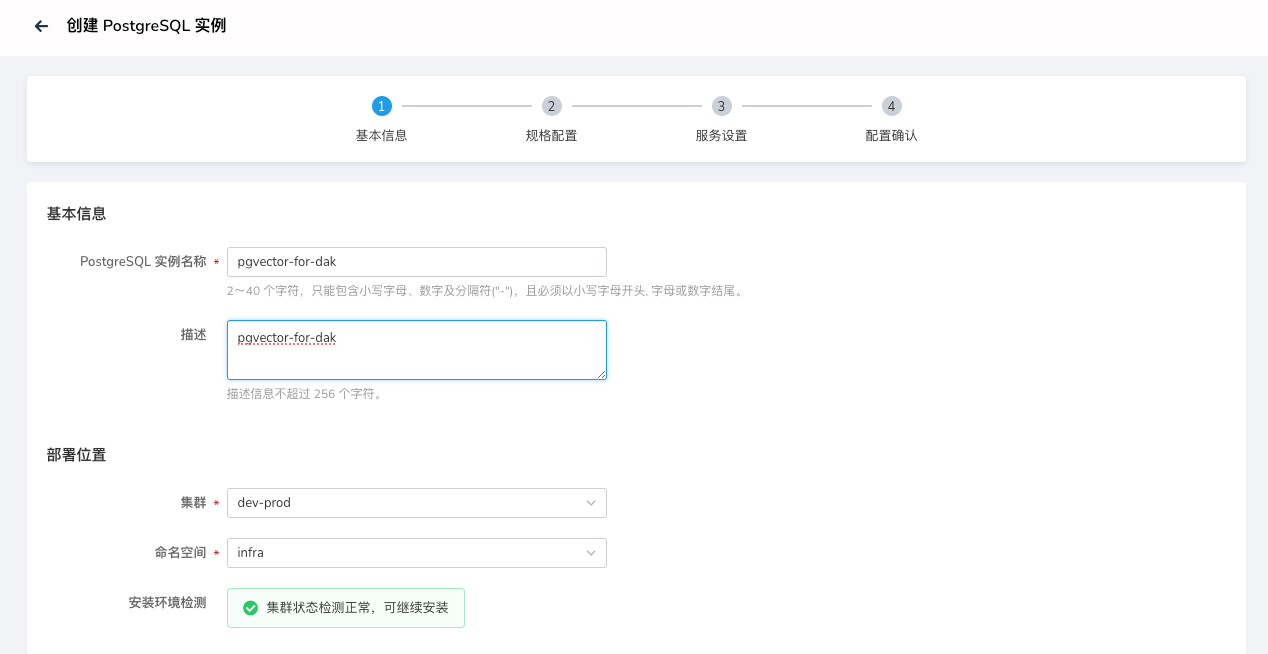 创建 PostgreSQL 实例
1 2 3 4
基本信息 规格配置 服务设置 配置确认
基本信息
PostgreSQL 实例名称 * pgvector-for-dak
2～40 个字符，只能包含小写字母、数字及分隔符("-")，且必须以小写字母开头, 字母或数字结尾。
描述 pgvector-for-dak
描述信息不超过 256 个字符。
部署位置
集群 * dev-prod
命名空间 * infra
安装环境检测 集群状态检测正常，可继续安装